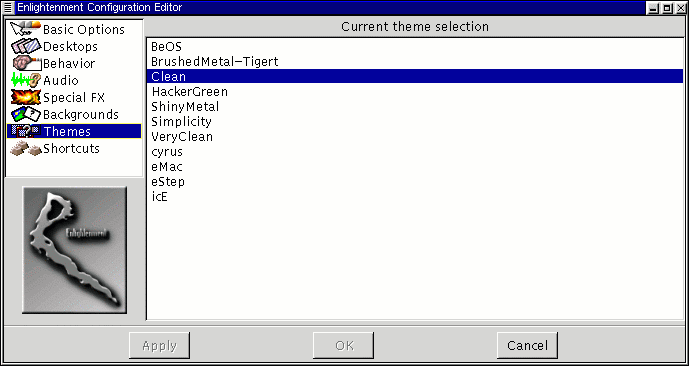 Enlightenment Configuration Editor
Basic Options
Desktops
Behavior
Audio
Special FX
Backgrounds
Themes
Shortcuts
Enlightenment
Current theme selection
BeOS
BrushedMetal-Tigert
Clean
HackerGreen
ShinyMetal
Simplicity
VeryClean
cyrus
eMac
eStep
icE
Apply
OK
Cancel